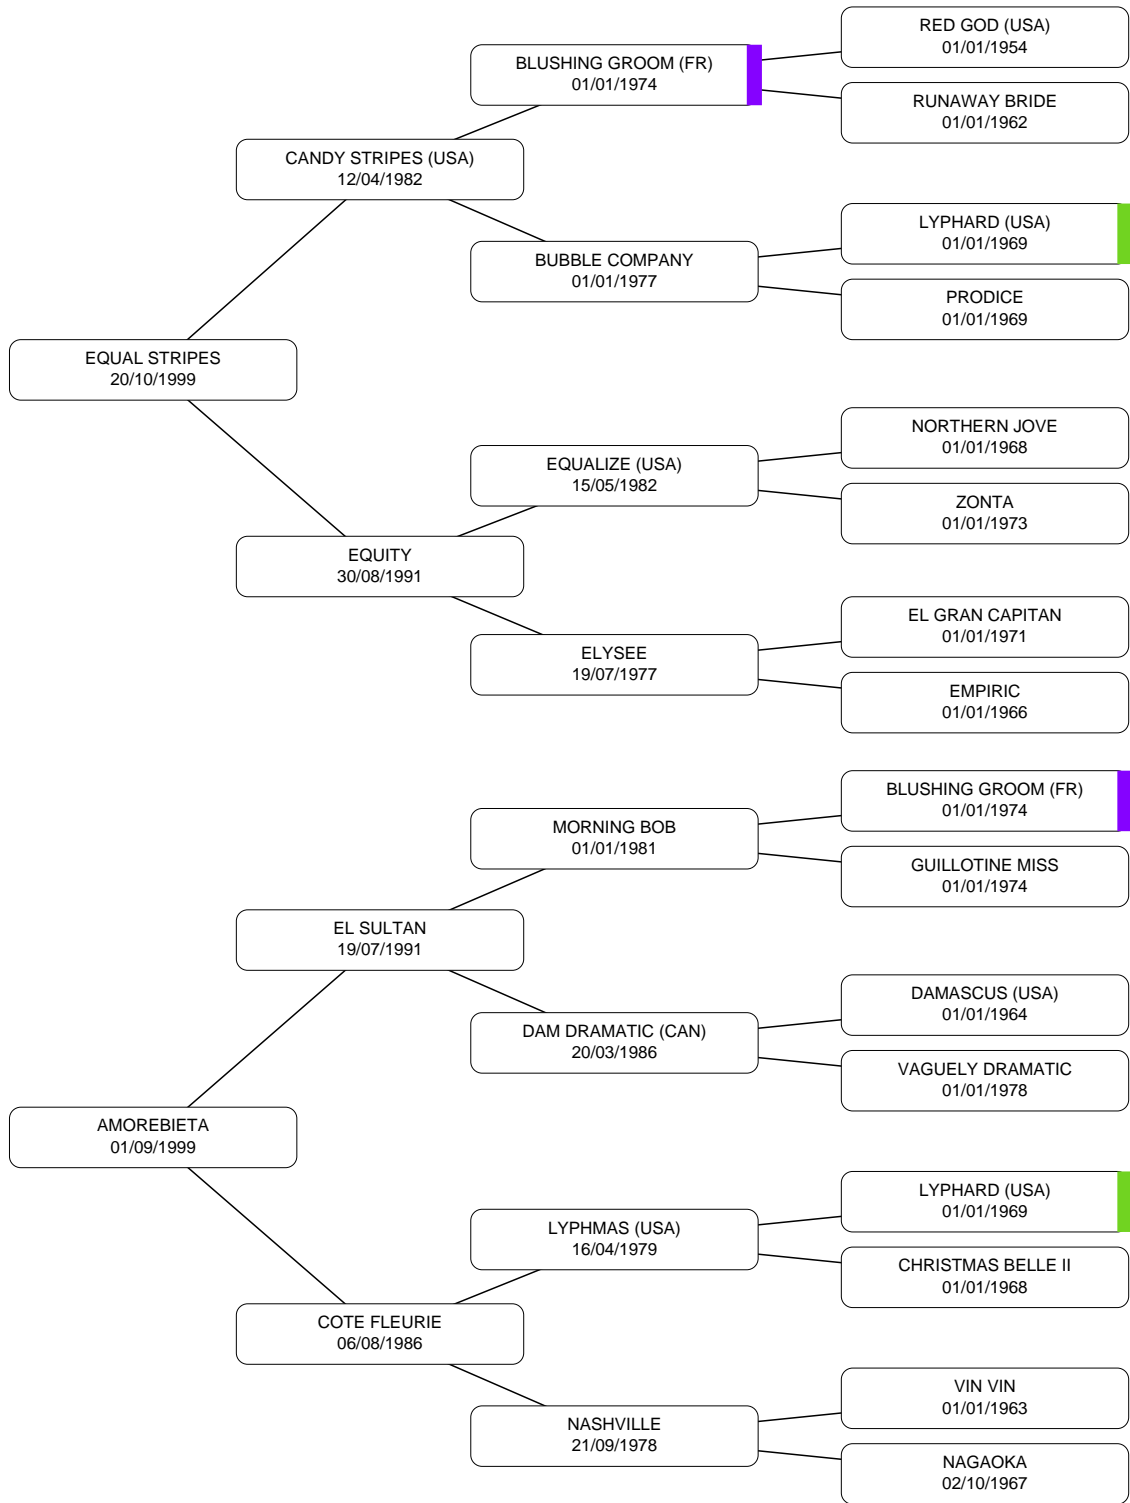 RED GOD (USA)
01/01/1954
BLUSHING GROOM (FR)
01/01/1974
RUNAWAY BRIDE
01/01/1962
CANDY STRIPES (USA)
12/04/1982
LYPHARD (USA)
01/01/1969
BUBBLE COMPANY
01/01/1977
PRODICE
01/01/1969
EQUAL STRIPES
20/10/1999
NORTHERN JOVE
01/01/1968
EQUALIZE (USA)
15/05/1982
ZONTA
01/01/1973
EQUITY
30/08/1991
EL GRAN CAPITAN
01/01/1971
ELYSEE
19/07/1977
EMPIRIC
01/01/1966
BLUSHING GROOM (FR)
01/01/1974
MORNING BOB
01/01/1981
GUILLOTINE MISS
01/01/1974
EL SULTAN
19/07/1991
DAMASCUS (USA)
01/01/1964
DAM DRAMATIC (CAN)
20/03/1986
VAGUELY DRAMATIC
01/01/1978
AMOREBIETA
01/09/1999
LYPHARD (USA)
01/01/1969
LYPHMAS (USA)
16/04/1979
CHRISTMAS BELLE II
01/01/1968
COTE FLEURIE
06/08/1986
VIN VIN
01/01/1963
NASHVILLE
21/09/1978
NAGAOKA
02/10/1967